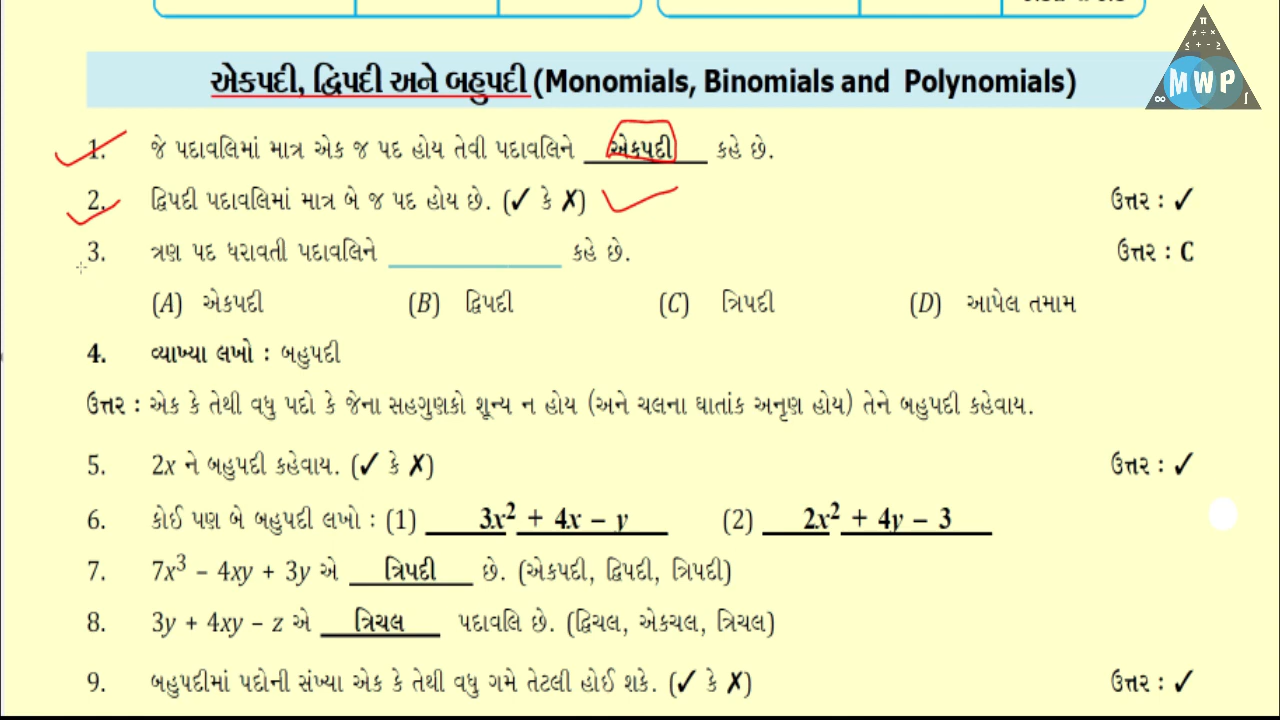 એકપદી, દ્વિપદી અને બહુપદી (Monomials, Binomials and Polynomials)
MWP
1. જે પદાવલિમાં માત્ર એક જ પદ હોય તેવી પદાવલિને એકપદી કહે છે.
2. દ્વિપદી પદાવલિમાં માત્ર બે જ પદ હોય છે. (✓ કે ✗) ઉત્તર : ✓
3. ત્રણ પદ ધરાવતી પદાવલિને __________ કહે છે. ઉત્તર : C
(A) એકપદી (B) દ્વિપદી (C) ત્રિપદી (D) આપેલ તમામ
4. વ્યાખ્યા લખો : બહુપદી
ઉત્તર : એક કે તેથી વધુ પદો કે જેના સહગુણકો શૂન્ય ન હોય (અને ચલના ઘાતાંક અનૃણ હોય) તેને બહુપદી કહેવાય.
5. 2x ને બહુપદી કહેવાય. (✓ કે ✗) ઉત્તર : ✓
6. કોઈ પણ બે બહુપદી લખો : (1) 3x² + 4x – y (2) 2x² + 4y – 3
7. 7x³ – 4xy + 3y એ ત્રિપદી છે. (એકપદી, દ્વિપદી, ત્રિપદી)
8. 3y + 4xy – z એ ત્રિચલ પદાવલિ છે. (દ્વિચલ, એકચલ, ત્રિચલ)
9. બહુપદીમાં પદોની સંખ્યા એક કે તેથી વધુ ગમે તેટલી હોઈ શકે. (✓ કે ✗) ઉત્તર : ✓